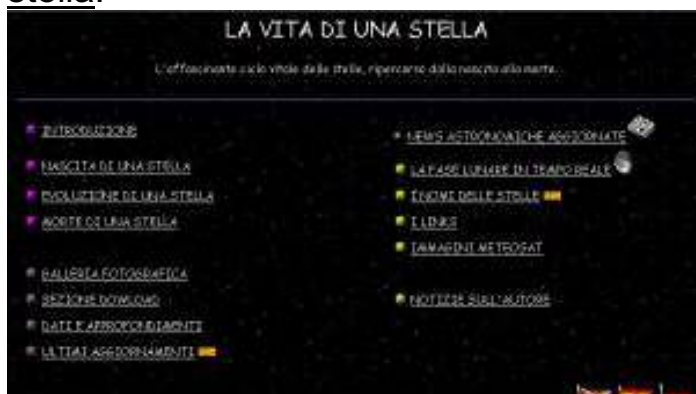 stella.
LA VITA DI UNA STELLA
L'affascinante ciclo vitale delle stelle, ripercorso dalla nascita alla morte.
INTRODUZIONE
NASCITA DI UNA STELLA
EVOLUZIONE DI UNA STELLA
MORTE DI UNA STELLA
GALLERIA FOTOGRAFICA
SEZIONE DOWLOAD
DATI E APPROFONDIMENTI
ULTIMI AGGIORNAMENTI
NEWS ASTRONOMICHE AGGIORNATE
LA FASE LUNARE IN TEMPO REALE
I NOMI DELLE STELLE
I LINKS
IMMAGINI METEOSAT
NOTIZIE SULL'AUTORE